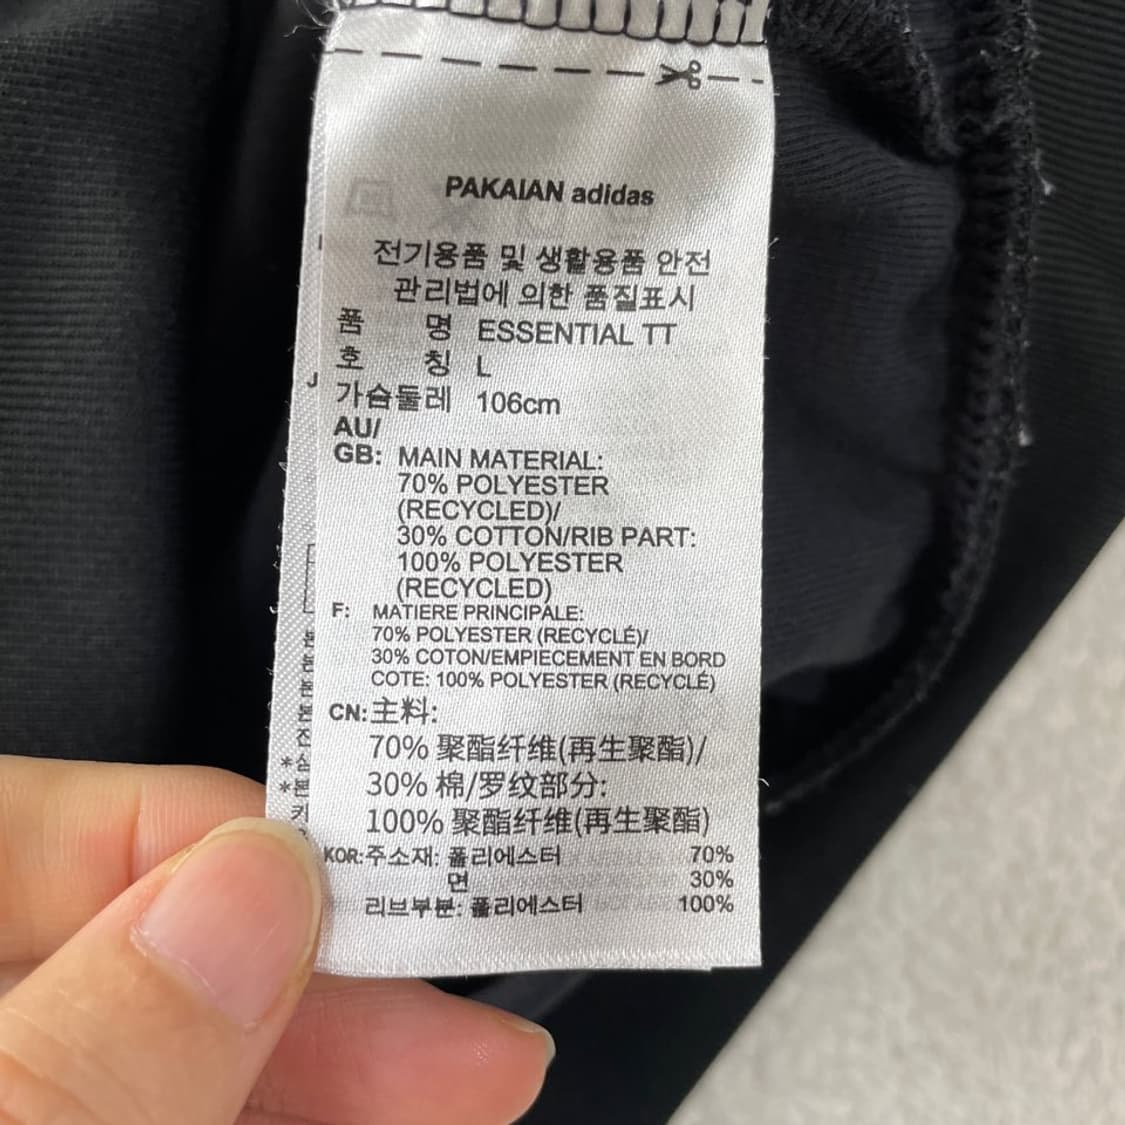 PAKAIAN adidas
전기용품 및 생활용품 안전
관리법에 의한 품질표시
품 명 ESSENTIAL TT
호 칭 L
가슴둘레 106cm
AU/
GB: MAIN MATERIAL:
70% POLYESTER
(RECYCLED)/
30% COTTON/RIB PART:
100% POLYESTER
(RECYCLED)
F: MATIERE PRINCIPALE:
70% POLYESTER (RECYCLÉ)/
30% COTON/EMPIECEMENT EN BORD
COTE: 100% POLYESTER (RECYCLÉ)
CN:主料:
70% 聚酯纤维(再生聚酯)/
30% 棉/罗纹部分:
100% 聚酯纤维(再生聚酯)
KOR:주소재: 폴리에스터 70%
면 30%
리브부분: 폴리에스터 100%